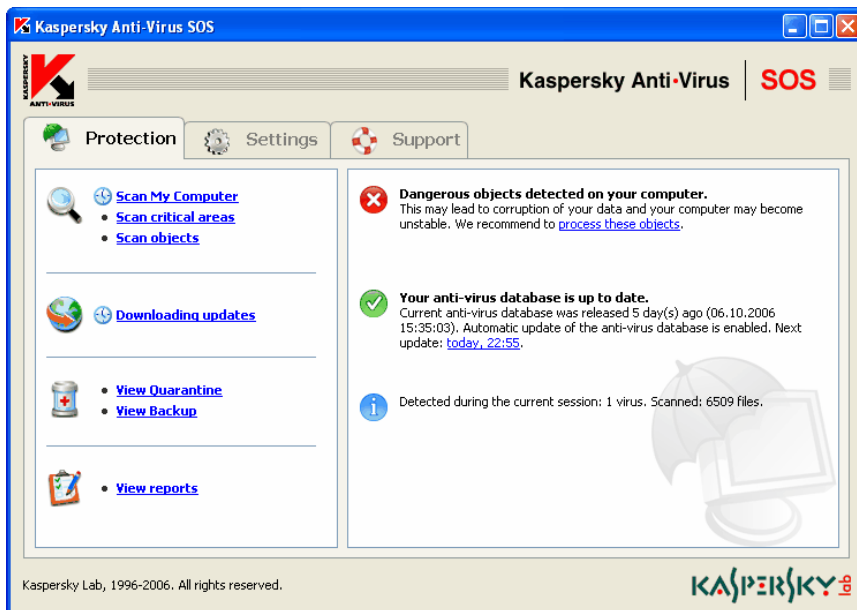 Kaspersky Anti-Virus SOS
KASPERSKY
ANTI-VIRUS
Kaspersky Anti-Virus
SOS
Protection
Settings
Support
Scan My Computer
• Scan critical areas
• Scan objects
Downloading updates
• View Quarantine
• View Backup
• View reports
Dangerous objects detected on your computer.
This may lead to corruption of your data and your computer may become
unstable. We recommend to process these objects.
Your anti-virus database is up to date.
Current anti-virus database was released 5 day(s) ago (06.10.2006
15:35:03). Automatic update of the anti-virus database is enabled. Next
update: today, 22:55.
Detected during the current session: 1 virus. Scanned: 6509 files.
Kaspersky Lab, 1996-2006. All rights reserved.
KASPERSKY lab